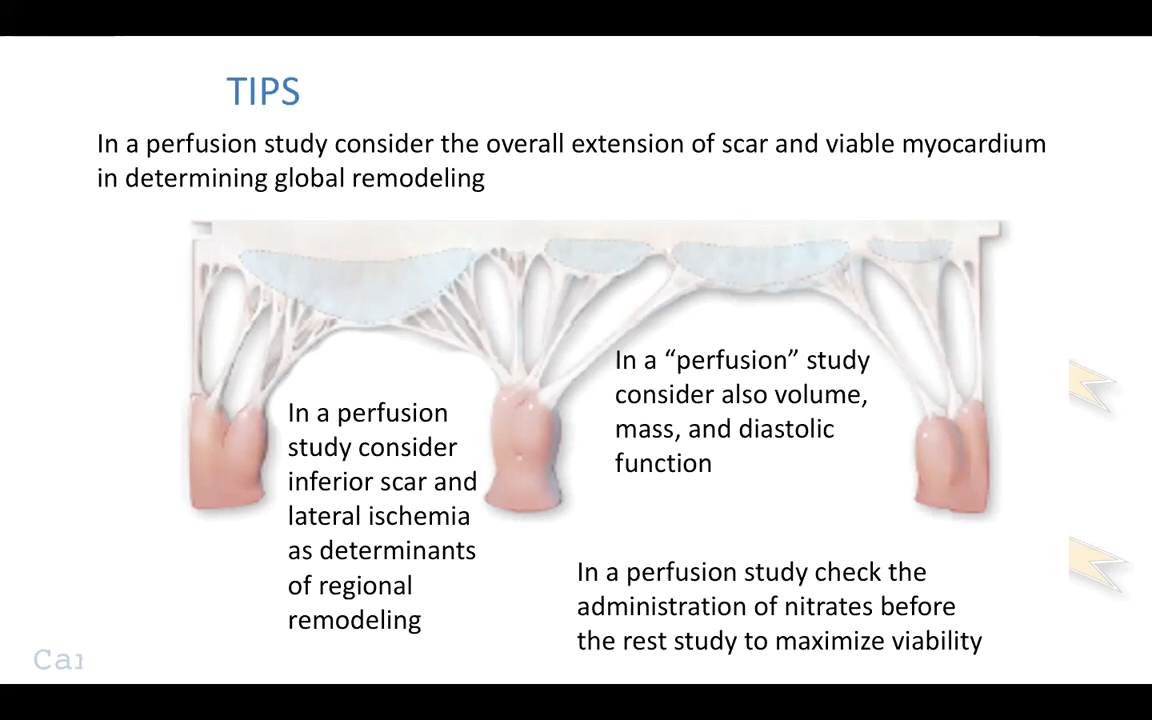 TIPS
In a perfusion study consider the overall extension of scar and viable myocardium
in determining global remodeling
In a “perfusion” study
consider also volume,
mass, and diastolic
function
In a perfusion
study consider
inferior scar and
lateral ischemia
as determinants
of regional
remodeling
In a perfusion study check the
administration of nitrates before
the rest study to maximize viability